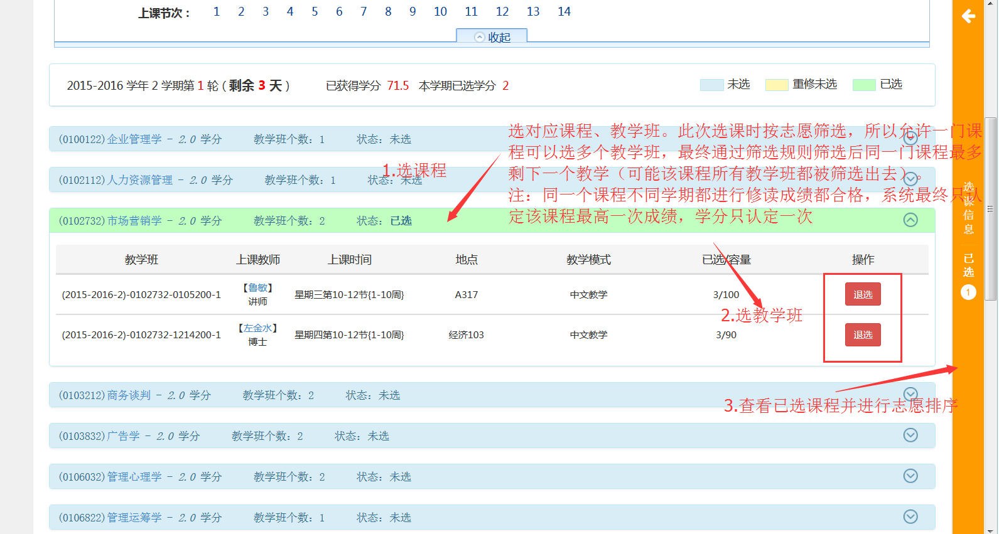 上课节次： 1 2 3 4 5 6 7 8 9 10 11 12 13 14
收起
2015-2016 学年 2 学期第 1 轮 ( 剩余 3 天 ) 已获得学分 71.5 本学期已选学分 2 未选 重修未选 已选
(0100122) 企业管理学 - 2.0 学分 教学班个数：1 状态：未选
选对应课程、教学班。此次选课时按志愿筛选，所以允许一门课
程可以选多个教学班，最终通过筛选规则筛选后同一门课程最多
剩下一个教学（可能该课程所有教学班都被筛选出去）。
注：同一个课程不同学期都进行修读成绩都合格，系统最终只认
定该课程最高一次成绩，学分只认定一次
1.选课程
(0102112) 人力资源管理 - 2.0 学分 教学班个数：1 状态：未选
(0102732) 市场营销学 - 2.0 学分 教学班个数：2 状态：已选
教学班 上课教师 上课时间 地点 教学模式 已选/容量 操作
(2015-2016-2)-0102732-0105200-1 【鲁敏】 星期三第10-12节{1-10周} A317 中文教学 3/100 退选
讲师
2.选教学班
(2015-2016-2)-0102732-1214200-1 【左金水】 星期四第10-12节{1-10周} 经济103 中文教学 3/90 退选
博士
(0103212) 商务谈判 - 2.0 学分 教学班个数：2 状态：未选
3.查看已选课程并进行志愿排序
(0103832) 广告学 - 2.0 学分 教学班个数：2 状态：未选
(0106032) 管理心理学 - 2.0 学分 教学班个数：2 状态：未选
(0106822) 管理运筹学 - 2.0 学分 教学班个数：1 状态：未选
选课信息
已选
1